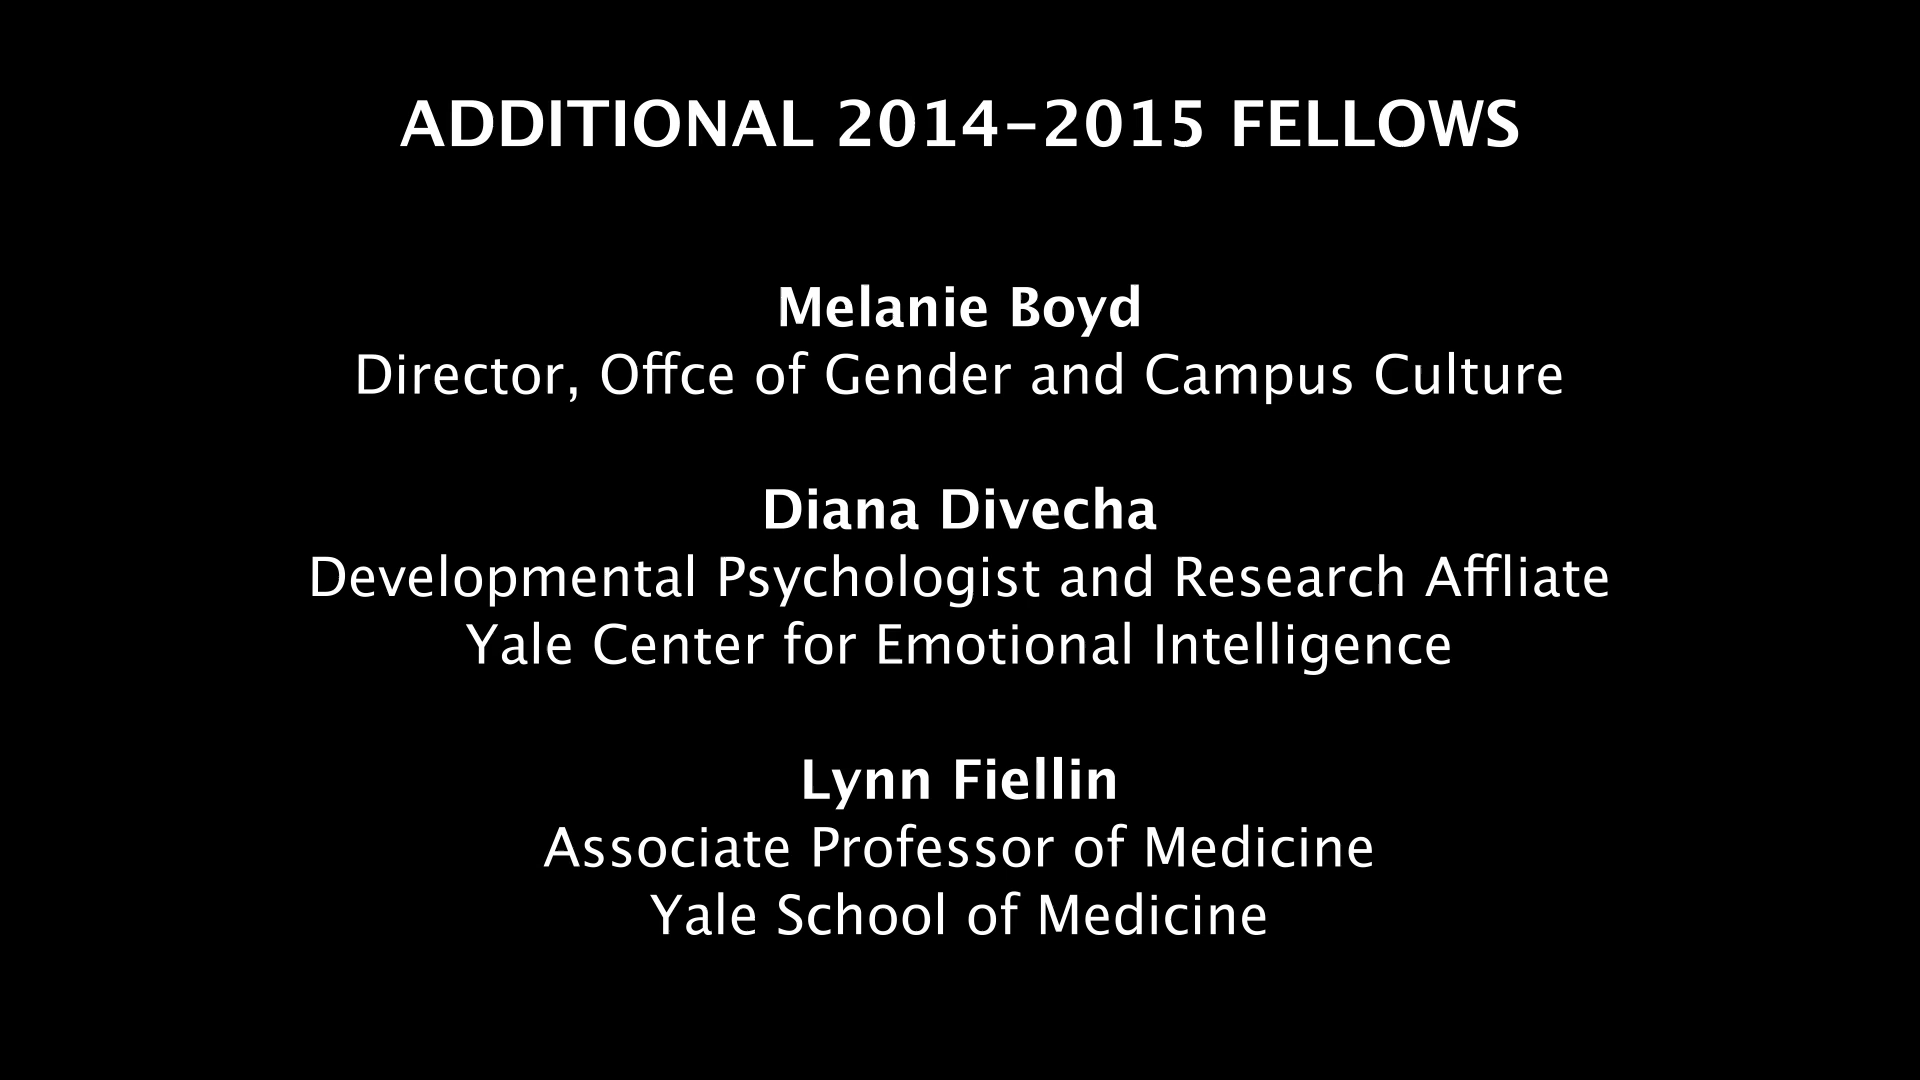 ADDITIONAL 2014-2015 FELLOWS
Melanie Boyd
Director, Offce of Gender and Campus Culture
Diana Divecha
Developmental Psychologist and Research Affliate
Yale Center for Emotional Intelligence
Lynn Fiellin
Associate Professor of Medicine
Yale School of Medicine